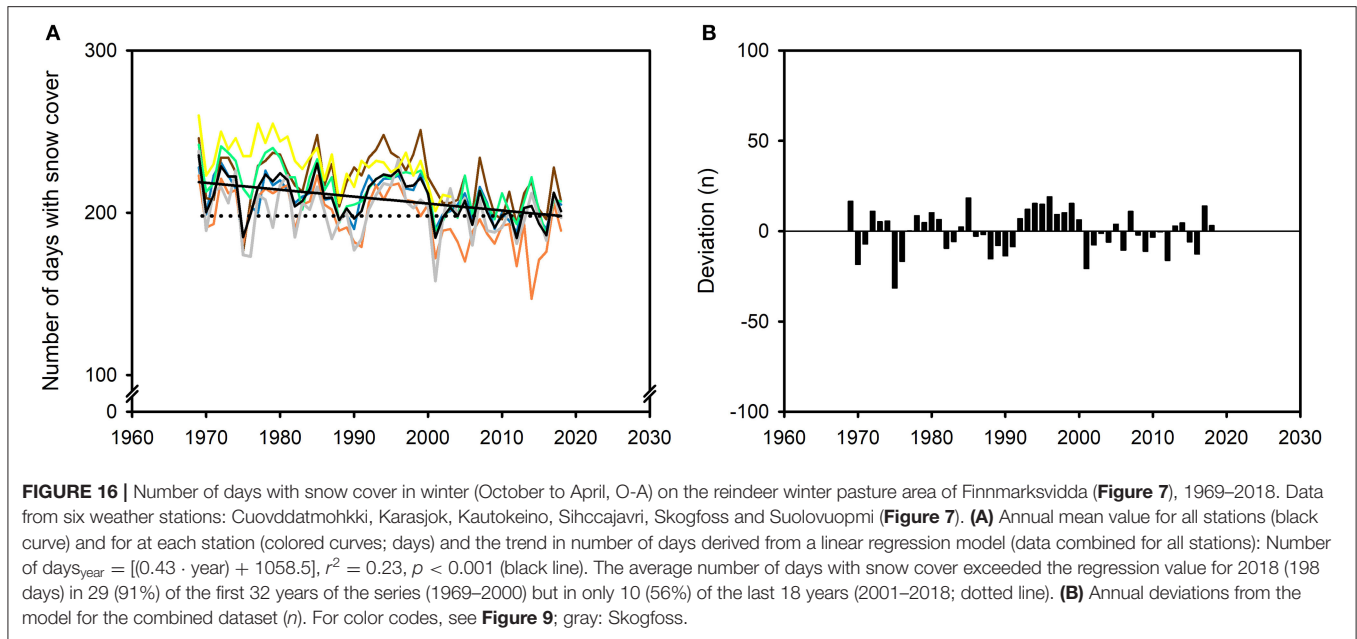 A
300
200
100
0
Number of days with snow cover
1960 1970 1980 1990 2000 2010 2020 2030
B
100
50
0
-50
-100
Deviation (n)
1960 1970 1980 1990 2000 2010 2020 2030
FIGURE 16 | Number of days with snow cover in winter (October to April, O-A) on the reindeer winter pasture area of Finnmarksvidda (Figure 7), 1969–2018. Data
from six weather stations: Cuovddatmohkki, Karasjok, Kautokeino, Sihccajavri, Skogfoss and Suolovuopmi (Figure 7). (A) Annual mean value for all stations (black
curve) and for at each station (colored curves; days) and the trend in number of days derived from a linear regression model (data combined for all stations): Number
of daysyear = [(0.43 · year) + 1058.5], r² = 0.23, p < 0.001 (black line). The average number of days with snow cover exceeded the regression value for 2018 (198
days) in 29 (91%) of the first 32 years of the series (1969–2000) but in only 10 (56%) of the last 18 years (2001–2018; dotted line). (B) Annual deviations from the
model for the combined dataset (n). For color codes, see Figure 9; gray: Skogfoss.